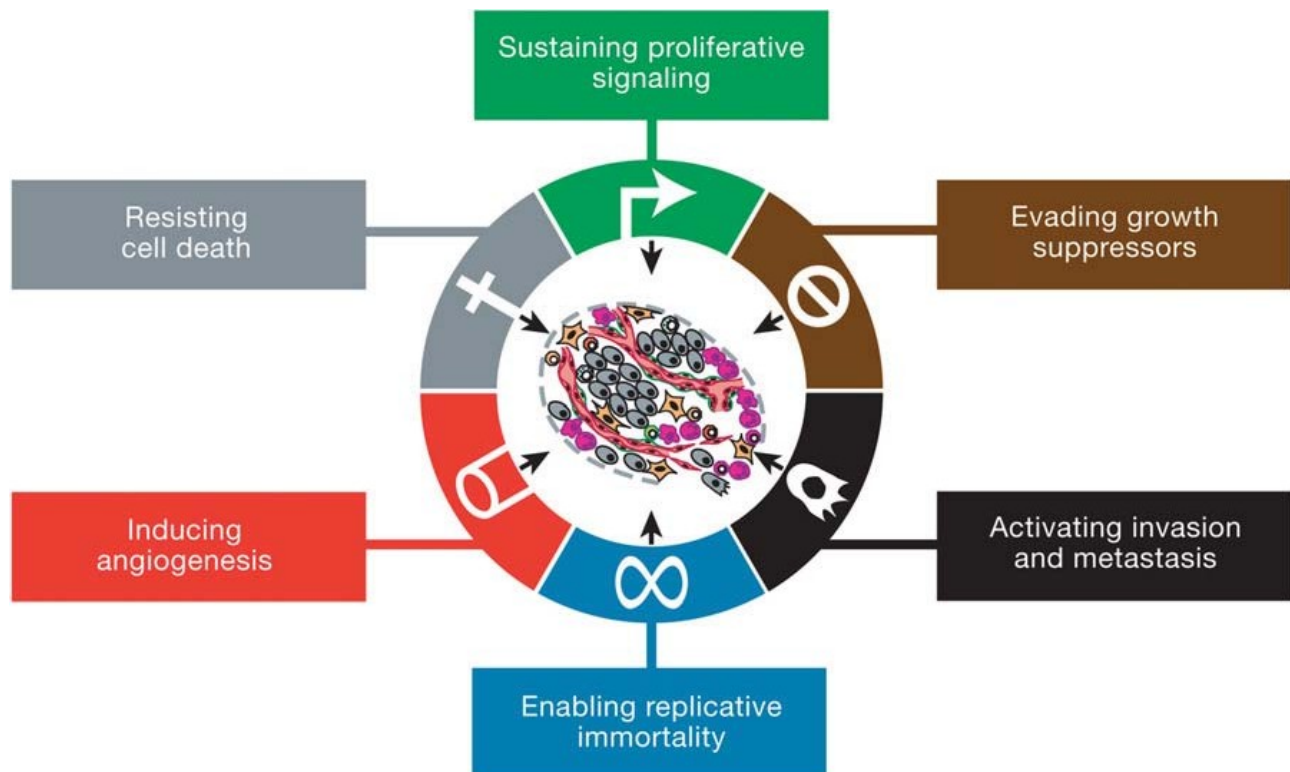 Sustaining proliferative
signaling
Resisting
cell death
Evading growth
suppressors
Inducing
angiogenesis
Activating invasion
and metastasis
Enabling replicative
immortality